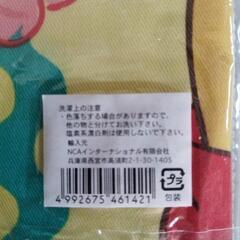 洗濯上の注意
・色落ちする場合がありますので、
他の物と分けてお洗い下さい。
塩素系漂白剤は使用しないで下さい。
輸入元
NCAインターナショナル有限会社
兵庫県西宮市高須町2-1-30-1405
4 992675 461421
プラ
包装